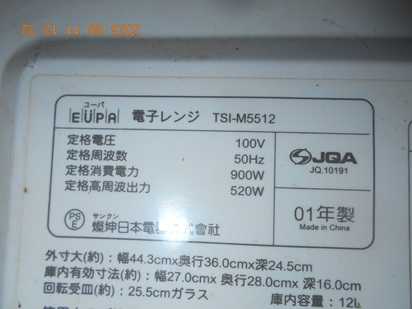 ユーパ
EUPA 電子レンジ TSI-M5512
定格電圧 100V
定格周波数 50Hz
定格消費電力 900W
定格高周波出力 520W
JQA
JQ.10191
PSE
サンクン
燦坤日本電器株式会社
01年製
Made in China
外寸大(約):幅44.3cmx奥行36.0cmx深24.5cm
庫内有効寸法(約):幅27.0cmx 奥行28.0cmx 深16.0cm
回転受皿(約):25.5cmガラス 庫内容量:12L